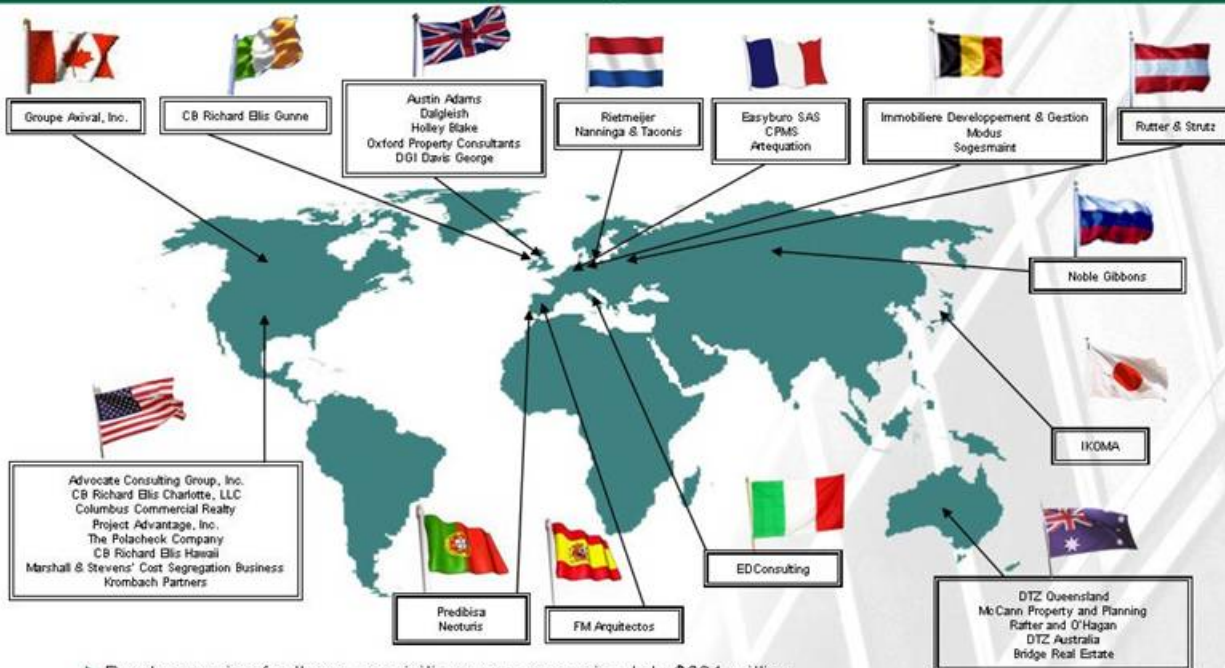 Groupe Axival, Inc.
CB Richard Ellis Gunne
Austin Adams
Dalgleish
Holley Blake
Oxford Property Consultants
DGI Davis George
Rietmeijer
Nanninga & Taconis
Easyburo SAS
CPMS
Artequation
Immobiliere Developpement & Gestion
Modus
Sogesmaint
Rutter & Strutz
Noble Gibbons
IKOMA
Advocate Consulting Group, Inc.
CB Richard Ellis Charlotte, LLC
Columbus Commercial Realty
Project Advantage, Inc.
The Polacheck Company
CB Richard Ellis Hawaii
Marshall & Stevens' Cost Segregation Business
Krombach Partners
Predibisa
Neoturis
FM Arquitectos
EDConsulting
DTZ Queensland
McCann Property and Planning
Rafter and O'Hagan
DTZ Australia
Bridge Real Estate